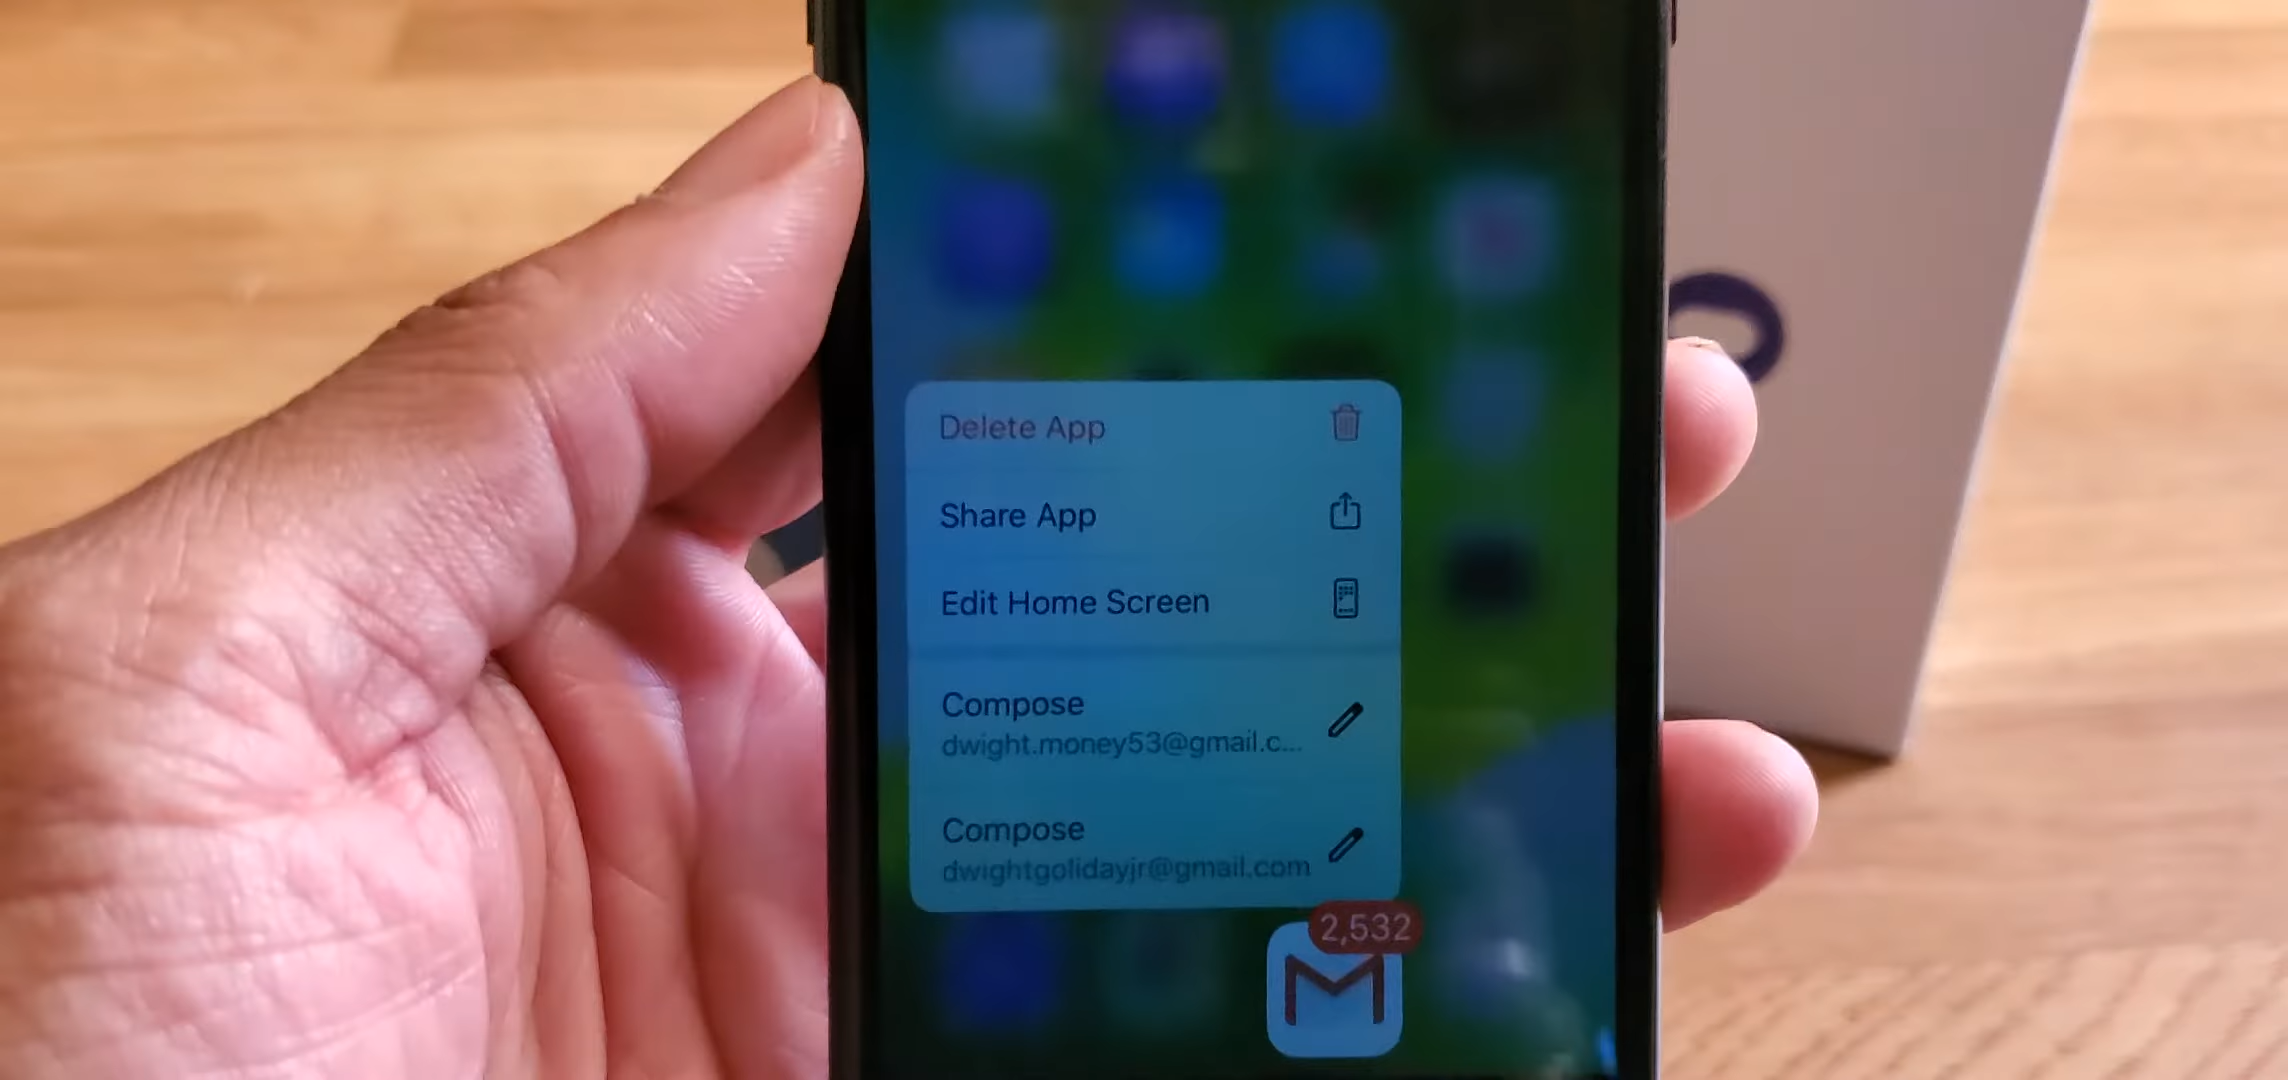 Delete App
Share App
Edit Home Screen
Compose
dwight.money53@gmail.c...
Compose
dwightgolidayjr@gmail.com
2,532